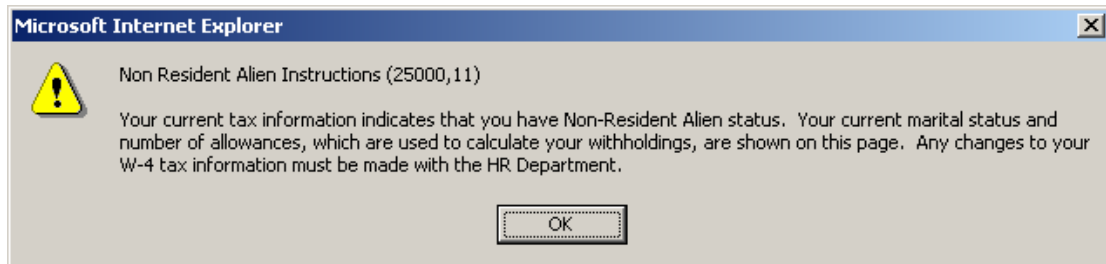 Microsoft Internet Explorer
Non Resident Alien Instructions (25000,11)
Your current tax information indicates that you have Non-Resident Alien status.  Your current marital status and
number of allowances, which are used to calculate your withholdings, are shown on this page.  Any changes to your
W-4 tax information must be made with the HR Department.
OK